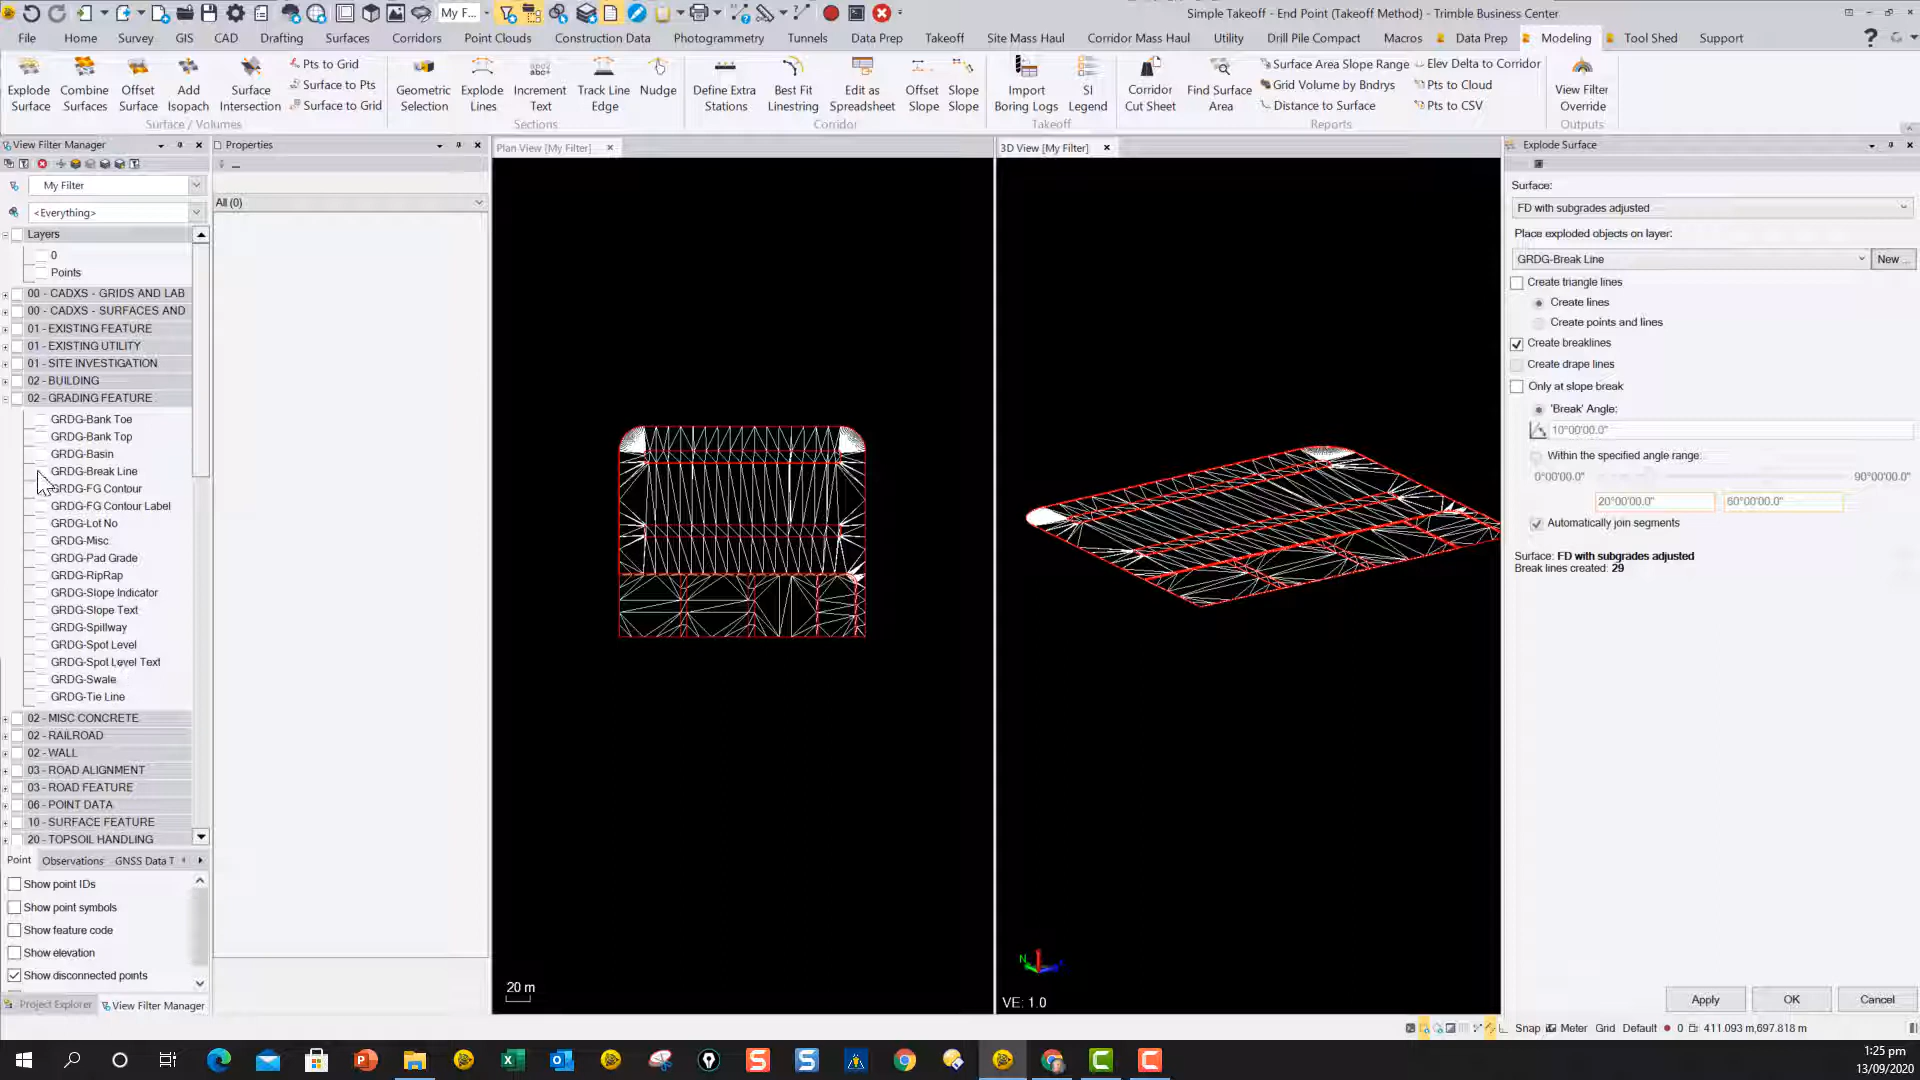 My F...
Simple Takeoff - End Point (Takeoff Method) - Trimble Business Center
File Home Survey GIS CAD Drafting Surfaces Corridors Point Clouds Construction Data Photogrammetry Tunnels Data Prep Takeoff Site Mass Haul Corridor Mass Haul Utility Drill Pile Compact Macros Data Prep Modeling Tool Shed Support
Explode Surface
Combine Surfaces
Offset Surface
Add Isopach
Surface Intersection
Pts to Grid
Surface to Pts
Surface to Grid
Surface / Volumes
Geometric Selection
Explode Lines
Increment Text
Track Line Edge
Nudge
Sections
Define Extra Stations
Best Fit Linestring
Edit as Spreadsheet
Offset Slope
Slope Slope
Corridor
Import Boring Logs
SI Legend
Takeoff
Corridor Cut Sheet
Find Surface Area
Surface Area Slope Range
Grid Volume by Bndrys
Distance to Surface
Elev Delta to Corridor
Pts to Cloud
Pts to CSV
Reports
View Filter Override
Outputs
View Filter Manager
My Filter
<Everything>
Layers
0
Points
00 - CADXS - GRIDS AND LAB
00 - CADXS - SURFACES AND
01 - EXISTING FEATURE
01 - EXISTING UTILITY
01 - SITE INVESTIGATION
02 - BUILDING
02 - GRADING FEATURE
GRDG-Bank Toe
GRDG-Bank Top
GRDG-Basin
GRDG-Break Line
GRDG-FG Contour
GRDG-FG Contour Label
GRDG-Lot No
GRDG-Misc.
GRDG-Pad Grade
GRDG-RipRap
GRDG-Slope Indicator
GRDG-Slope Text
GRDG-Spillway
GRDG-Spot Level
GRDG-Spot Level Text
GRDG-Swale
GRDG-Tie Line
02 - MISC CONCRETE
02 - RAILROAD
02 - WALL
03 - ROAD ALIGNMENT
03 - ROAD FEATURE
06 - POINT DATA
10 - SURFACE FEATURE
20 - TOPSOIL HANDLING
Point Observations GNSS Data T
Show point IDs
Show point symbols
Show feature code
Show elevation
Show disconnected points
Project Explorer View Filter Manager
Properties
All (0)
Plan View [My Filter]
20 m
3D View [My Filter]
N
VE: 1.0
Explode Surface
Surface:
FD with subgrades adjusted
Place exploded objects on layer:
GRDG-Break Line New ...
Create triangle lines
Create lines
Create points and lines
Create breaklines
Create drape lines
Only at slope break
'Break' Angle:
10°00'00.0"
Within the specified angle range:
0°00'00.0" 90°00'00.0"
20°00'00.0" 60°00'00.0"
Automatically join segments
Surface: FD with subgrades adjusted
Break lines created: 29
Apply OK Cancel
Snap Meter Grid Default 0 411.093 m,697.818 m
1:25 pm
13/09/2020